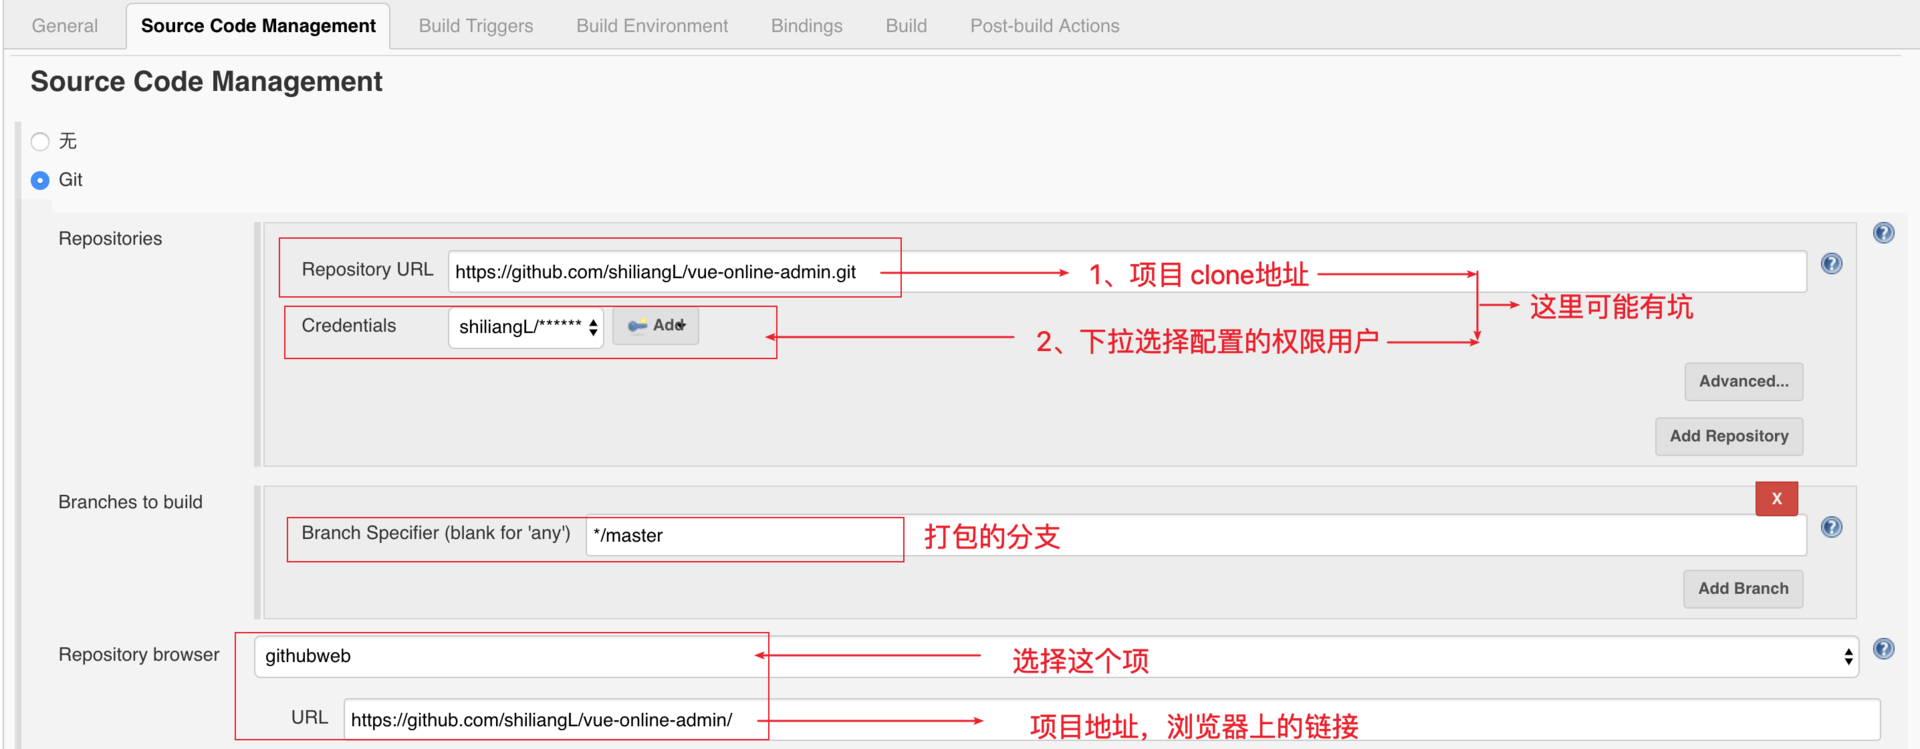 General Source Code Management Build Triggers Build Environment Bindings Build Post-build Actions
Source Code Management
无
Git
Repositories
Repository URL https://github.com/shiliangL/vue-online-admin.git 1、项目 clone地址
这里可能有坑
Credentials shiliangL/****** Add 2、下拉选择配置的权限用户
Advanced...
Add Repository
Branches to build
X
Branch Specifier (blank for 'any') */master 打包的分支
Add Branch
Repository browser githubweb 选择这个项
URL https://github.com/shiliangL/vue-online-admin/ 项目地址，浏览器上的链接